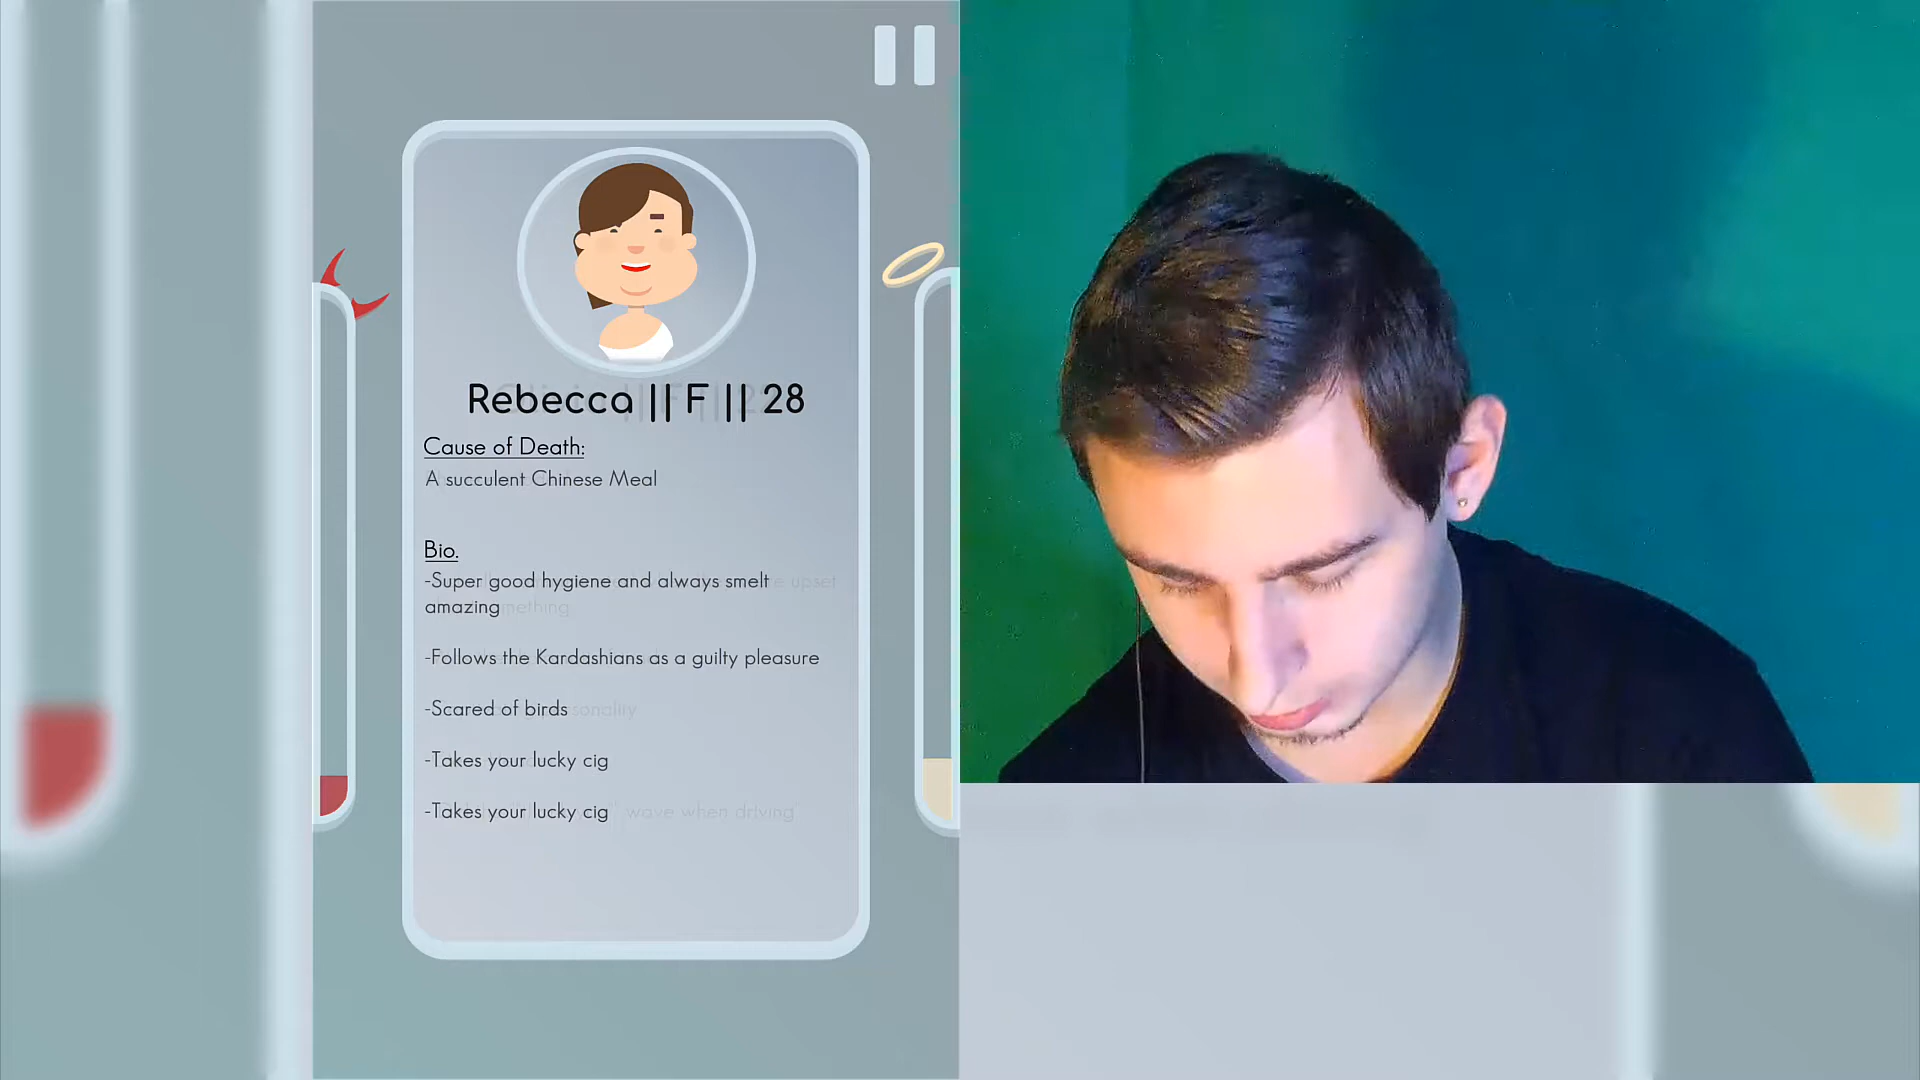 Rebecca || F || 28
Cause of Death:
A succulent Chinese Meal
Bio.
-Super good hygiene and always smelt
amazing
-Follows the Kardashians as a guilty pleasure
-Scared of birds
-Takes your lucky cig
-Takes your lucky cig